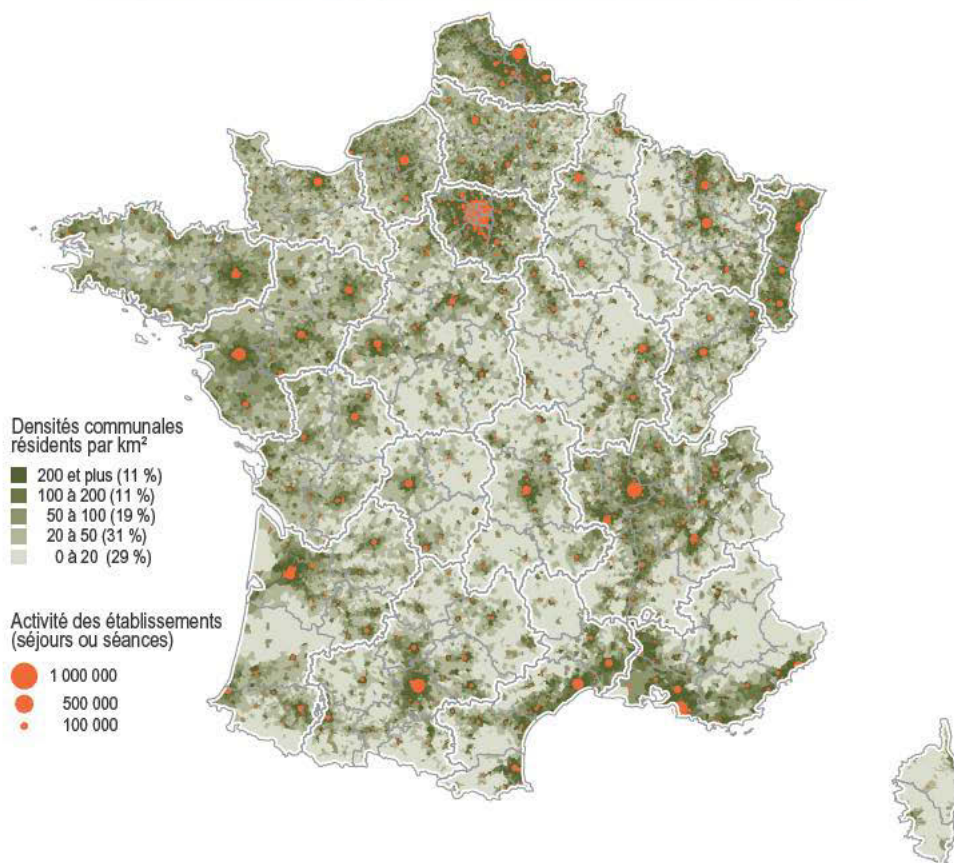 Densités communales
résidents par km²
200 et plus (11 %)
100 à 200 (11 %)
50 à 100 (19 %)
20 à 50 (31 %)
0 à 20 (29 %)
Activité des établissements
(séjours ou séances)
1 000 000
500 000
100 000